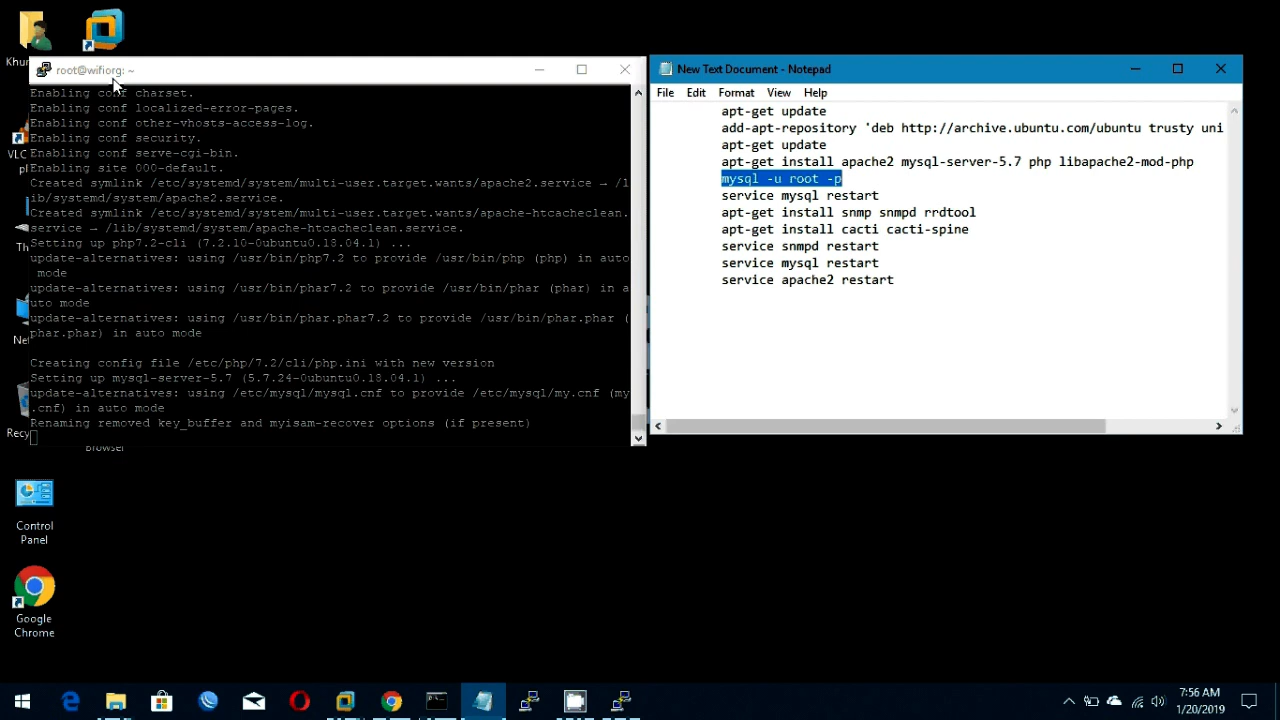 Khur
VLC
pl
Th
Net
Recy
Browser
Control
Panel
Google
Chrome
root@wifiorg: ~
Enabling conf charset.
Enabling conf localized-error-pages.
Enabling conf other-vhosts-access-log.
Enabling conf security.
Enabling conf serve-cgi-bin.
Enabling site 000-default.
Created symlink /etc/systemd/system/multi-user.target.wants/apache2.service → /l
ib/systemd/system/apache2.service.
Created symlink /etc/systemd/system/multi-user.target.wants/apache-htcacheclean.
service → /lib/systemd/system/apache-htcacheclean.service.
Setting up php7.2-cli (7.2.10-0ubuntu0.18.04.1) ...
update-alternatives: using /usr/bin/php7.2 to provide /usr/bin/php (php) in auto
mode
update-alternatives: using /usr/bin/phar7.2 to provide /usr/bin/phar (phar) in a
uto mode
update-alternatives: using /usr/bin/phar.phar7.2 to provide /usr/bin/phar.phar (
phar.phar) in auto mode
Creating config file /etc/php/7.2/cli/php.ini with new version
Setting up mysql-server-5.7 (5.7.24-0ubuntu0.18.04.1) ...
update-alternatives: using /etc/mysql/mysql.cnf to provide /etc/mysql/my.cnf (my
.cnf) in auto mode
Renaming removed key_buffer and myisam-recover options (if present)
New Text Document - Notepad
File Edit Format View Help
apt-get update
add-apt-repository 'deb http://archive.ubuntu.com/ubuntu trusty uni
apt-get update
apt-get install apache2 mysql-server-5.7 php libapache2-mod-php
mysql -u root -p
service mysql restart
apt-get install snmp snmpd rrdtool
apt-get install cacti cacti-spine
service snmpd restart
service mysql restart
service apache2 restart
7:56 AM
1/20/2019